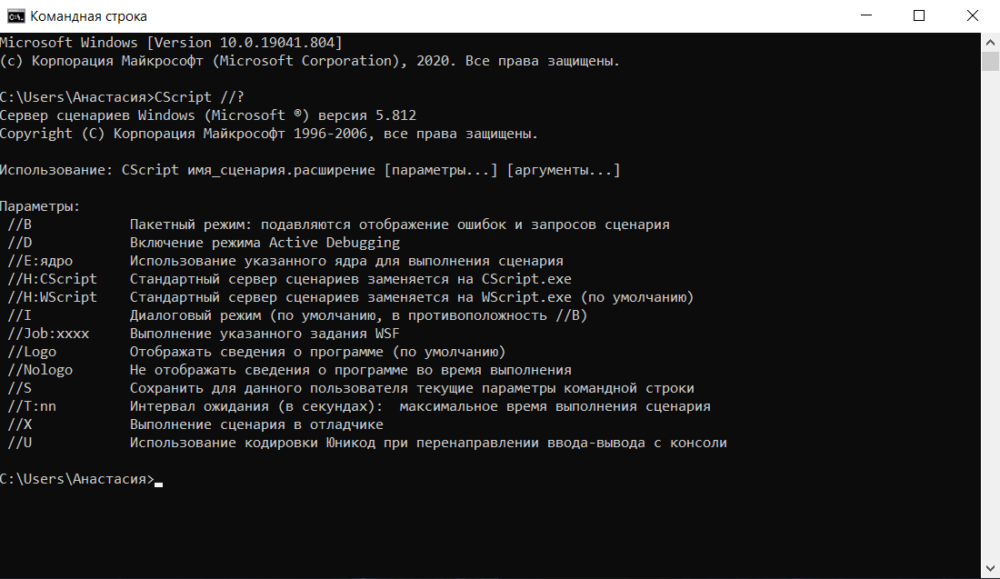 Командная строка
Microsoft Windows [Version 10.0.19041.804]
(c) Корпорация Майкрософт (Microsoft Corporation), 2020. Все права защищены.
C:\Users\Анастасия>CScript //?
Сервер сценариев Windows (Microsoft ®) версия 5.812
Copyright (C) Корпорация Майкрософт 1996-2006, все права защищены.
Использование: CScript имя_сценария.расширение [параметры...] [аргументы...]
Параметры:
//B Пакетный режим: подавляются отображение ошибок и запросов сценария
//D Включение режима Active Debugging
//E:ядро Использование указанного ядра для выполнения сценария
//H:CScript Стандартный сервер сценариев заменяется на CScript.exe
//H:WScript Стандартный сервер сценариев заменяется на WScript.exe (по умолчанию)
//I Диалоговый режим (по умолчанию, в противоположность //B)
//Job:xxxx Выполнение указанного задания WSF
//Logo Отображать сведения о программе (по умолчанию)
//Nologo Не отображать сведения о программе во время выполнения
//S Сохранить для данного пользователя текущие параметры командной строки
//T:nn Интервал ожидания (в секундах):  максимальное время выполнения сценария
//X Выполнение сценария в отладчике
//U Использование кодировки Юникод при перенаправлении ввода-вывода с консоли
C:\Users\Анастасия>